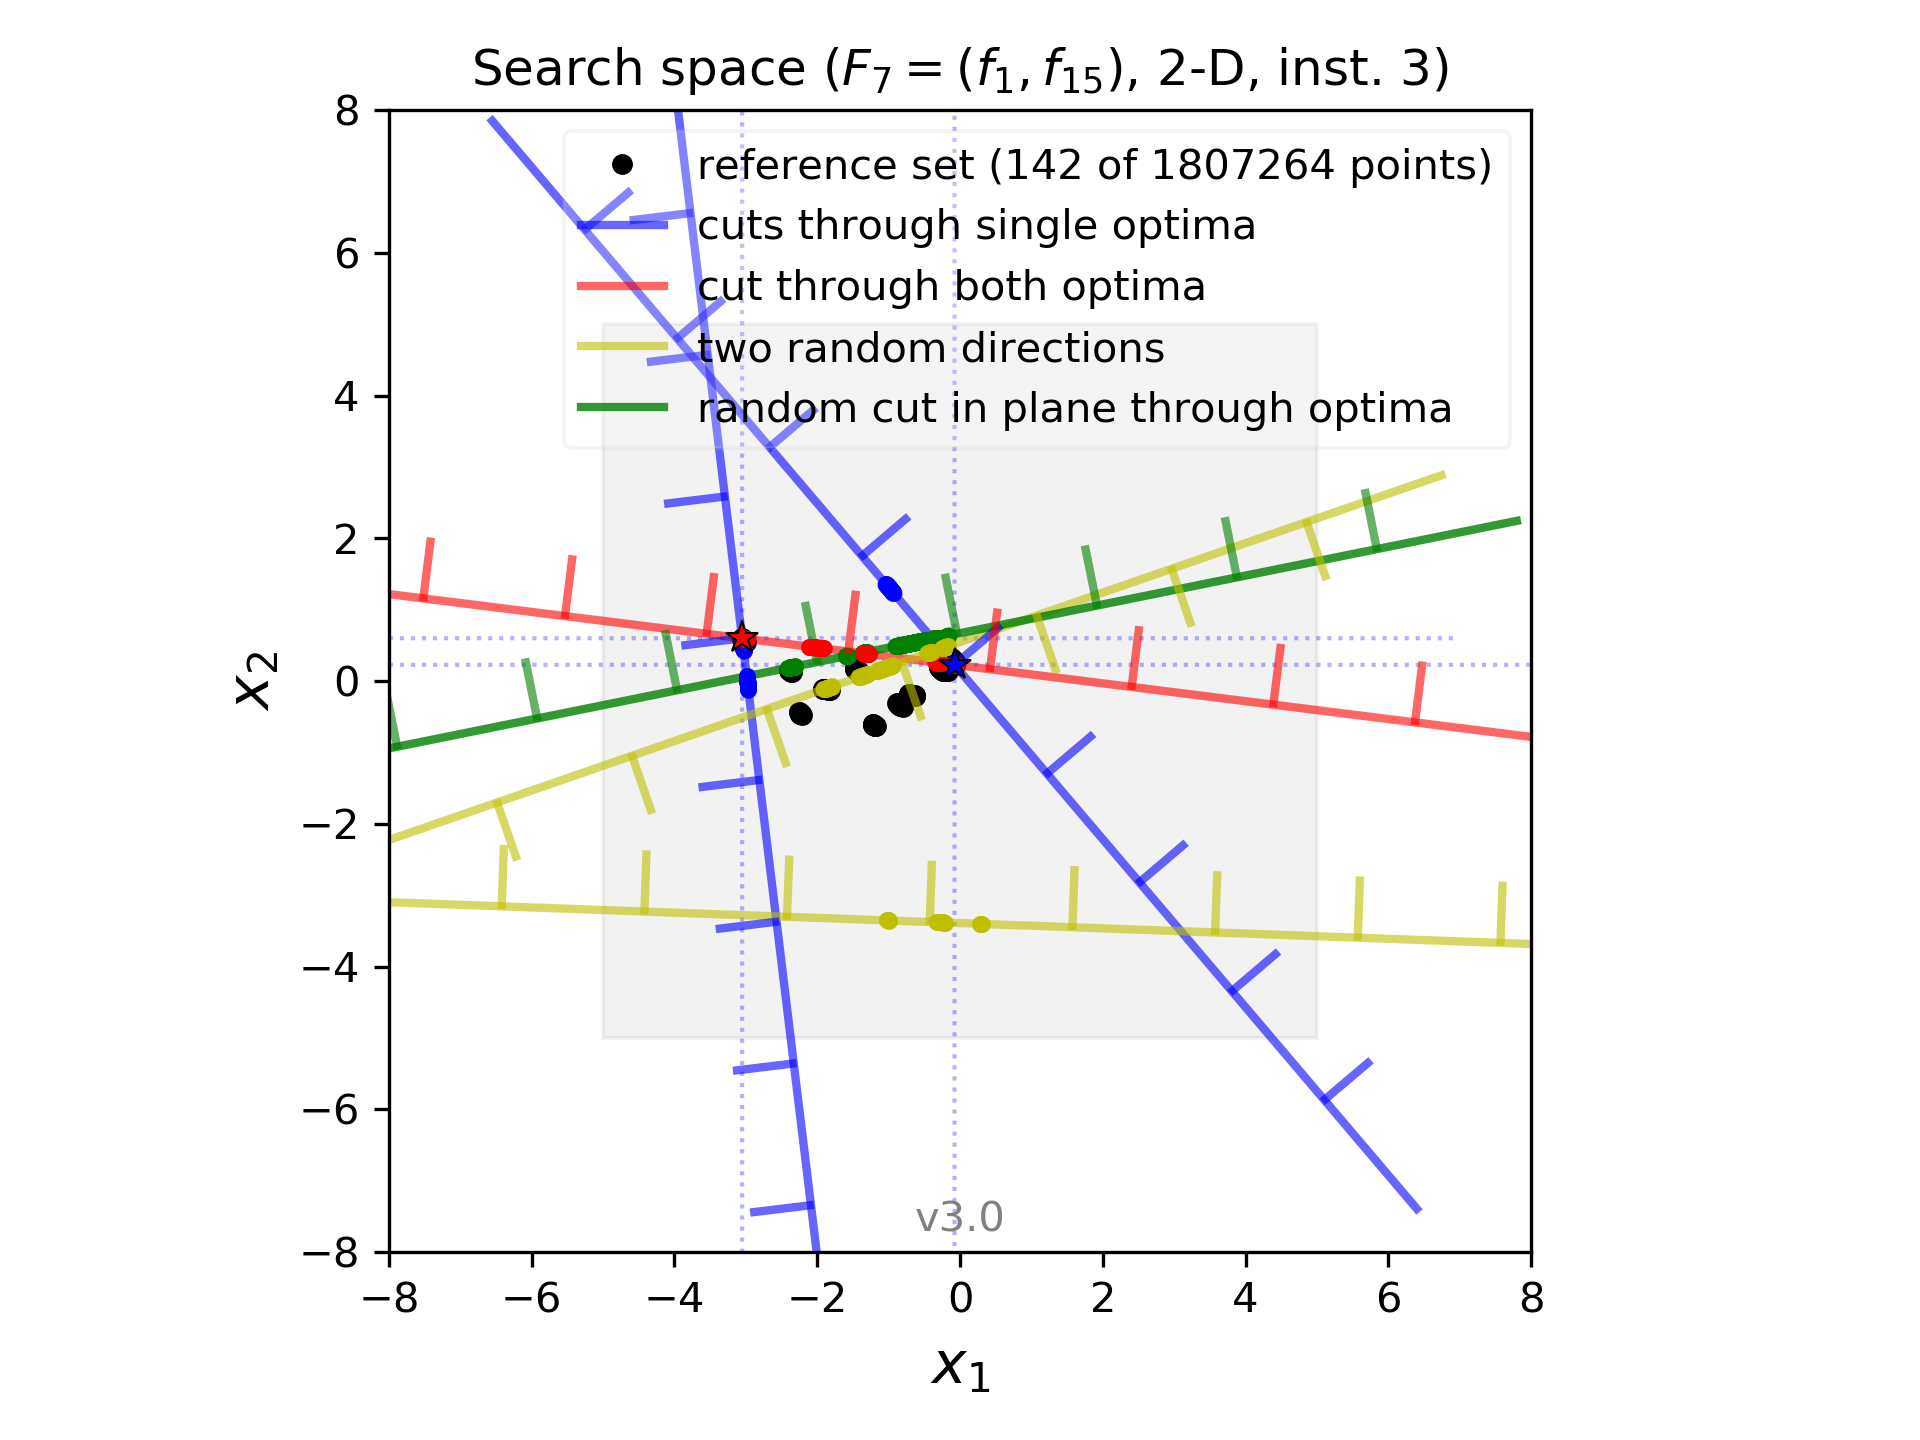 Search space (F₇ = (f₁, f₁₅), 2-D, inst. 3)
reference set (142 of 1807264 points)
cuts through single optima
cut through both optima
two random directions
random cut in plane through optima
8
6
4
2
0
−2
−4
−6
−8
x₂
v3.0
−8 −6 −4 −2 0 2 4 6 8
x₁